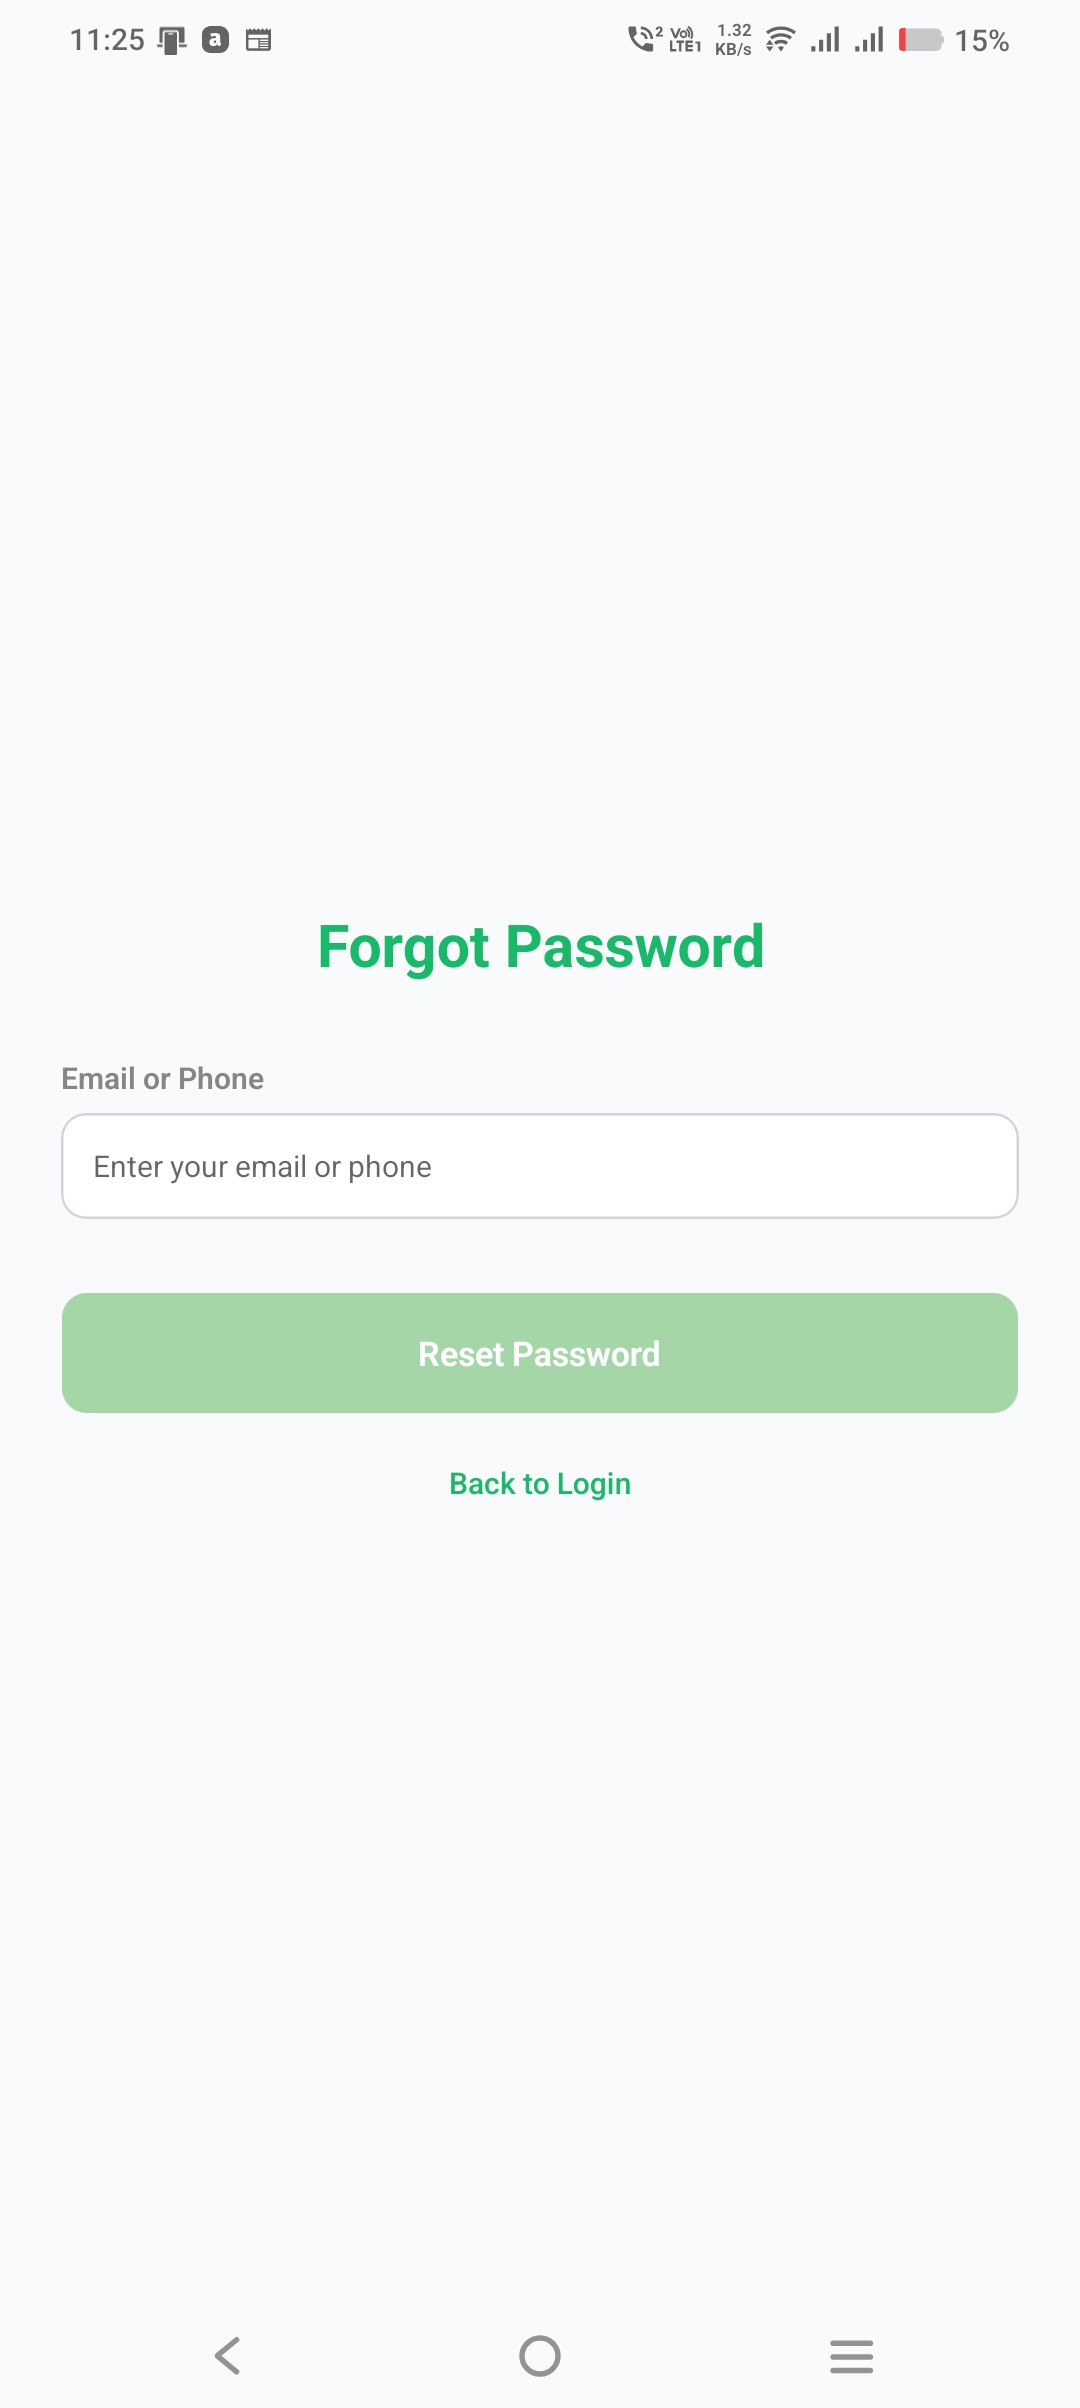 11:25 a 2 Vo) LTE1 1.32 KB/s 15%
Forgot Password
Email or Phone
Enter your email or phone
Reset Password
Back to Login